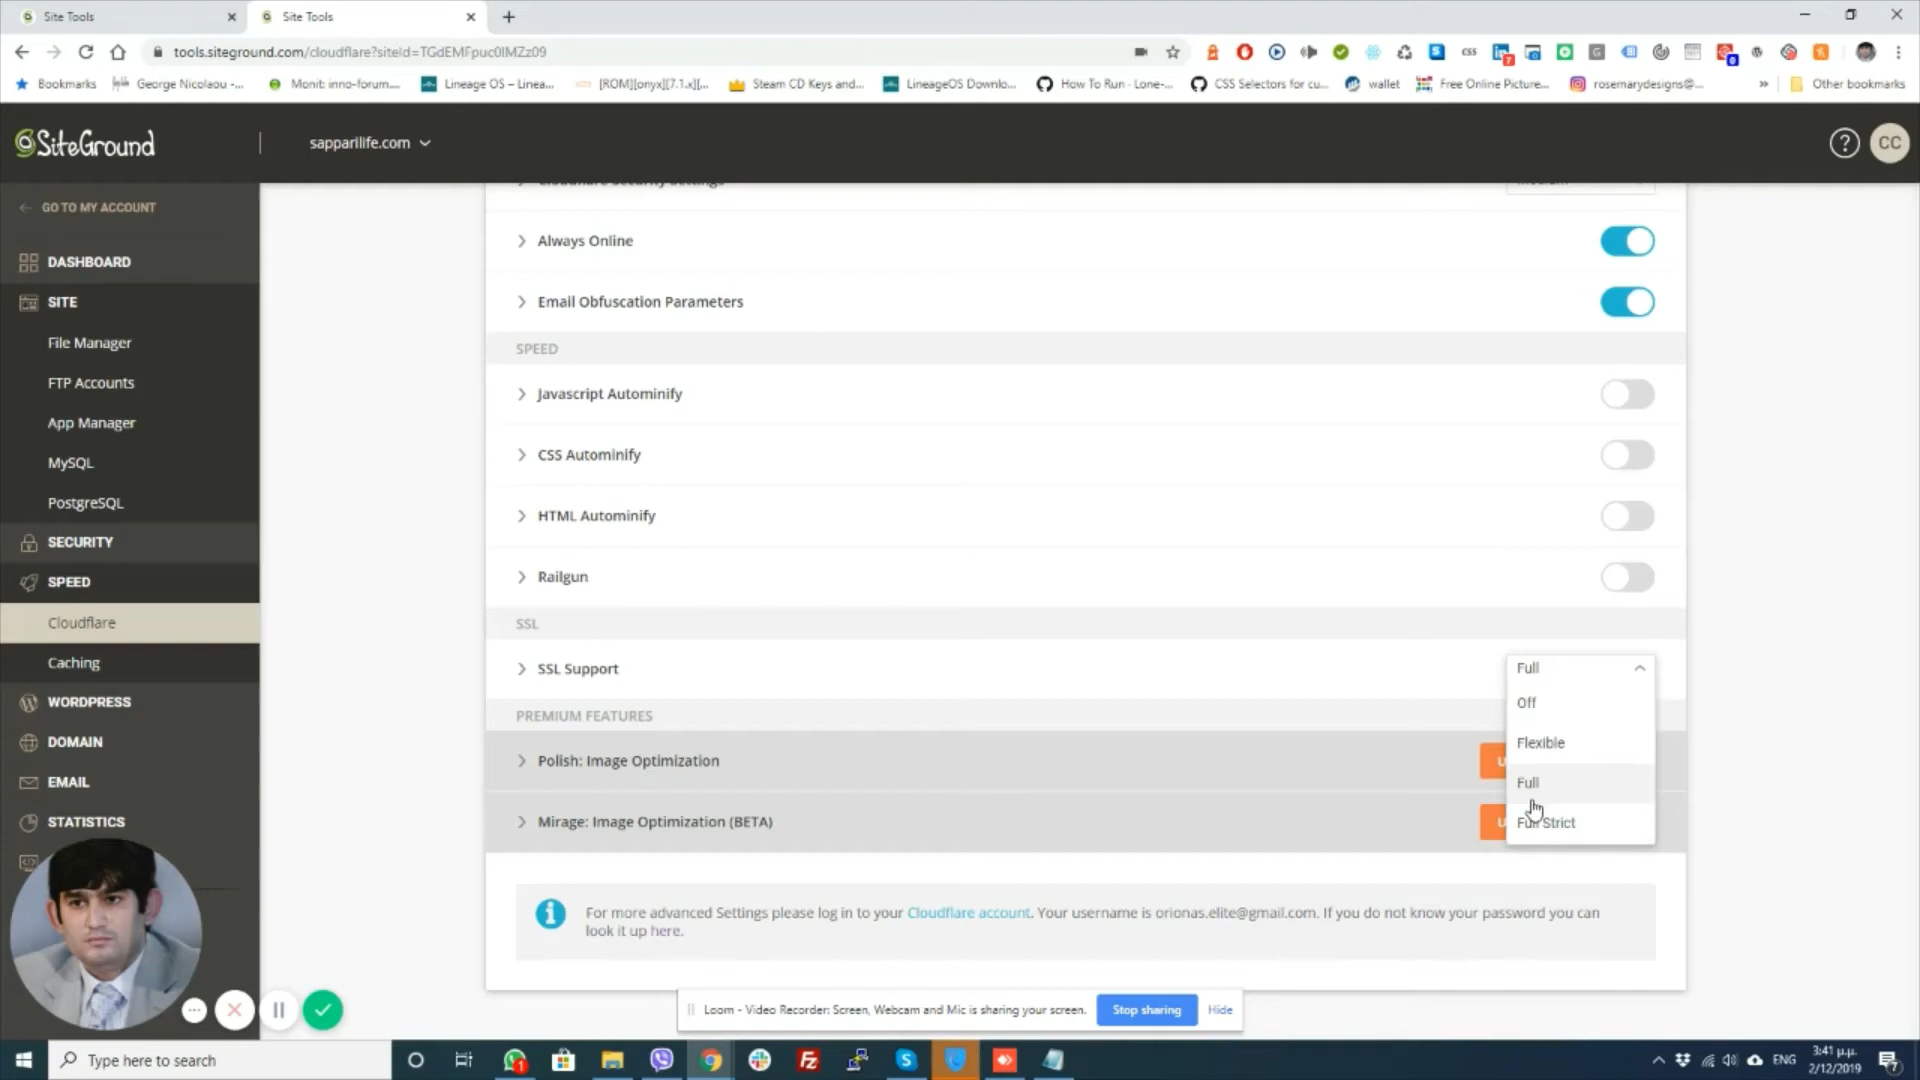 Site Tools
Site Tools
tools.siteground.com/cloudflare?siteId=TGdEMFpuc0IMZz09
Bookmarks
George Nicolaou -...
Monit: inno-forum....
Lineage OS – Linea...
[ROM][onyx][7.1.x][...
Steam CD Keys and...
LineageOS Downlo...
How To Run - Lone-...
CSS Selectors for cu...
wallet
Free Online Picture...
rosemarydesigns@...
»
Other bookmarks
SiteGround
sapparilife.com
?
CC
GO TO MY ACCOUNT
DASHBOARD
SITE
File Manager
FTP Accounts
App Manager
MySQL
PostgreSQL
SECURITY
SPEED
Cloudflare
Caching
WORDPRESS
DOMAIN
EMAIL
STATISTICS
Always Online
Email Obfuscation Parameters
SPEED
Javascript Autominify
CSS Autominify
HTML Autominify
Railgun
SSL
SSL Support
Full
Off
Flexible
Full
Full Strict
PREMIUM FEATURES
Polish: Image Optimization
Mirage: Image Optimization (BETA)
For more advanced Settings please log in to your Cloudflare account. Your username is orionas.elite@gmail.com. If you do not know your password you can
look it up here.
Loom - Video Recorder: Screen, Webcam and Mic is sharing your screen.
Stop sharing
Hide
Type here to search
ENG
3:41 μ.μ.
2/12/2019